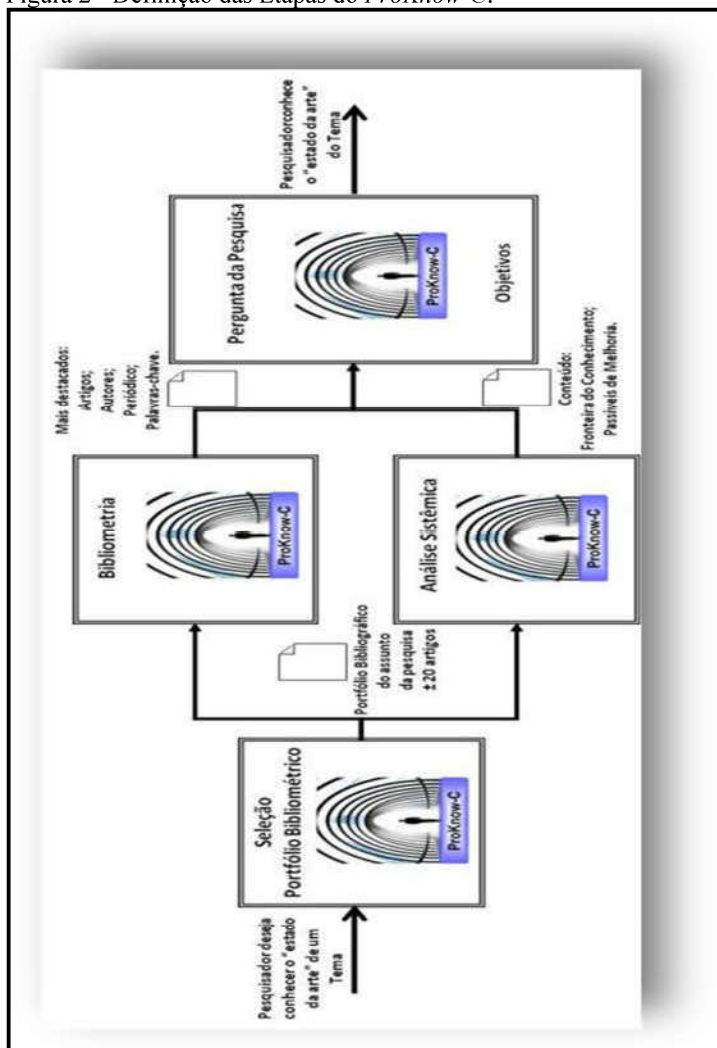 Figura 2 - Definição das Etapas do ProKnow-C.
Pesquisador deseja
conhecer o "estado
da arte" de um
Tema
Seleção
Portfólio Bibliométrico
ProKnow-C
Portfólio Bibliográfico
do assunto
da pesquisa
±20 artigos
Bibliometria
ProKnow-C
Análise Sistêmica
ProKnow-C
Mais destacados:
Artigos;
Autores;
Periódico;
Palavras-chave.
Conteúdo:
Fronteira do Conhecimento;
Passíveis de Melhoria.
Pergunta da Pesquisa
ProKnow-C
Objetivos
Pesquisadorconhece
o "estado da arte"
do Tema